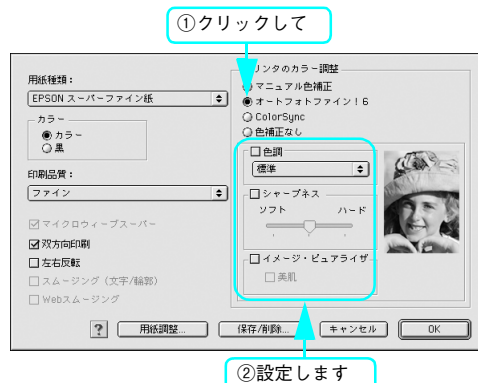 ①クリックして
リンタのカラー調整
用紙種類：
EPSON スーパーファイン紙
カラー
カラー
黒
印刷品質：
ファイン
マイクロウィーブスーパー
双方向印刷
左右反転
スムージング（文字/輪郭）
Webスムージング
マニュアル色補正
オートフォトファイン！6
ColorSync
色補正なし
色調
標準
シャープネス
ソフト ハード
イメージ・ピュアライザ
美肌
? 用紙調整... 保存/削除... キャンセル OK
②設定します